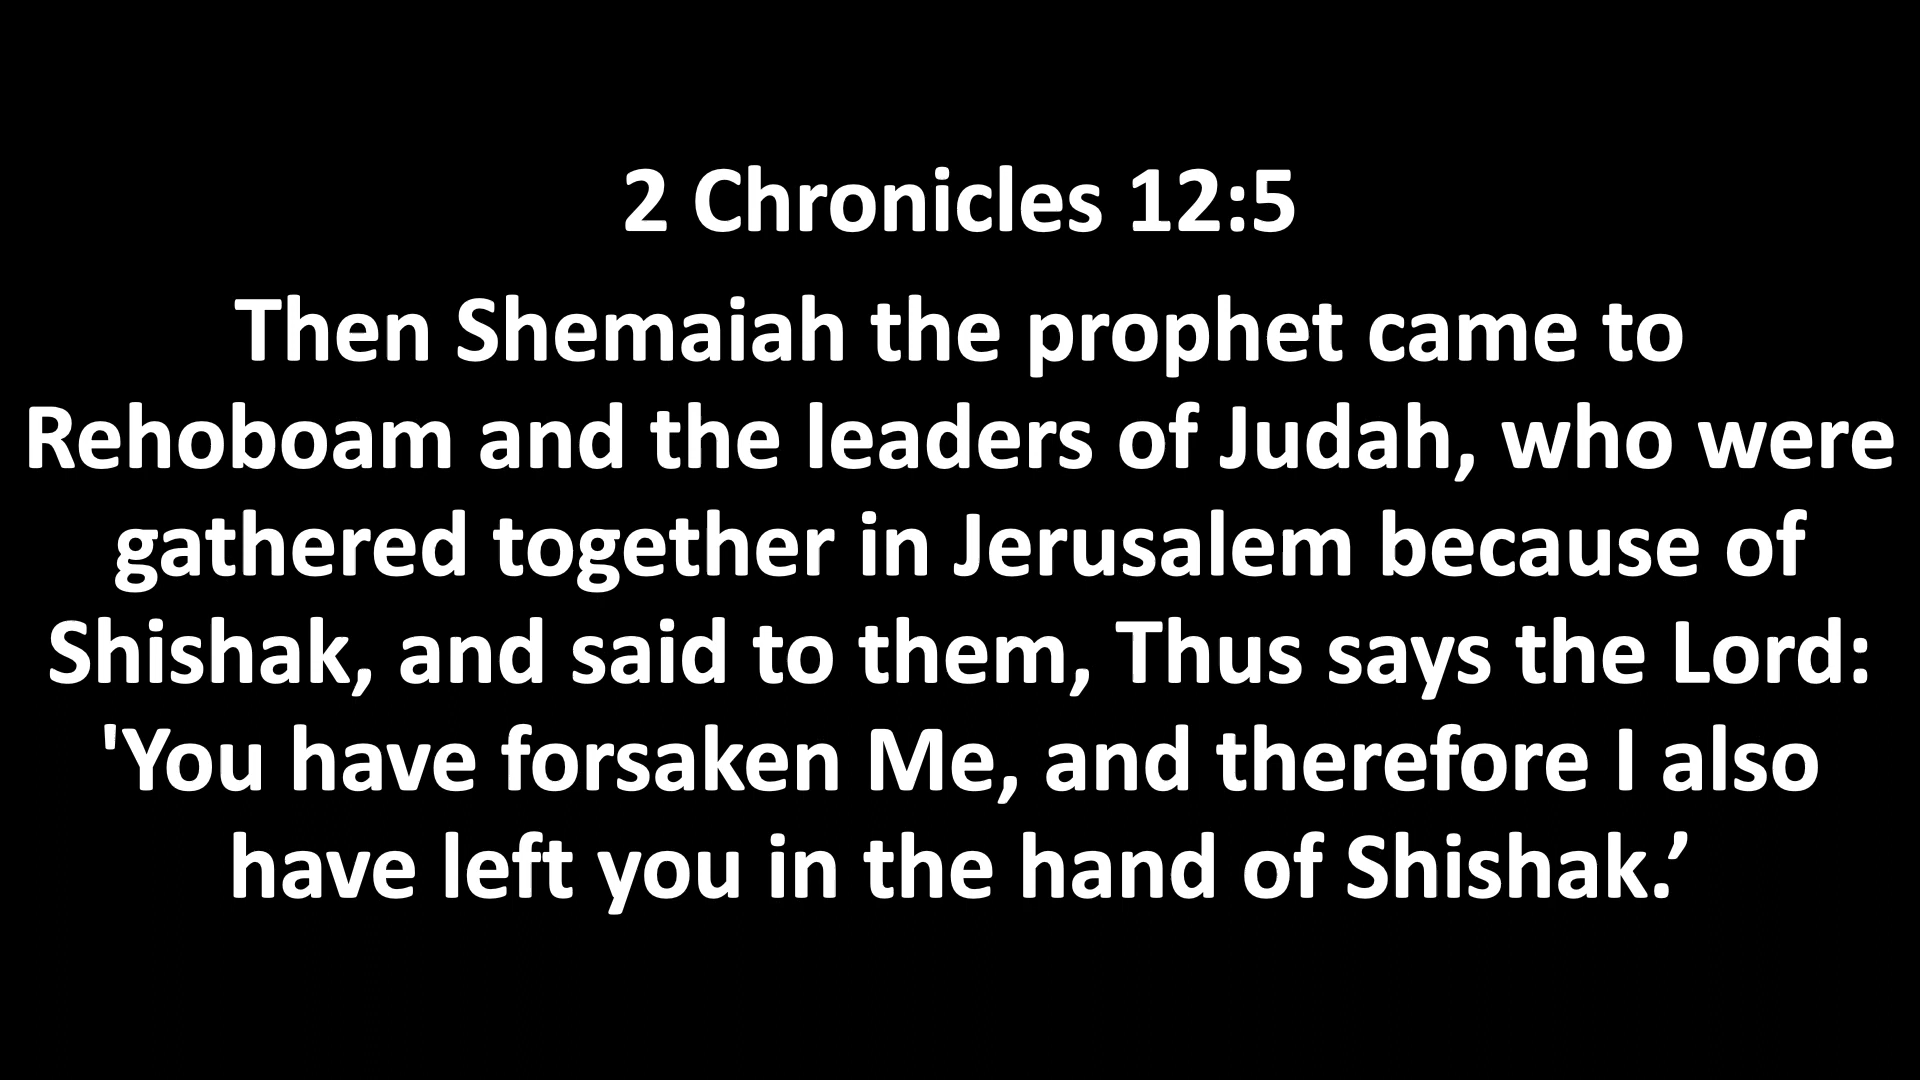 2 Chronicles 12:5
Then Shemaiah the prophet came to
Rehoboam and the leaders of Judah, who were
gathered together in Jerusalem because of
Shishak, and said to them, Thus says the Lord:
'You have forsaken Me, and therefore I also
have left you in the hand of Shishak.’